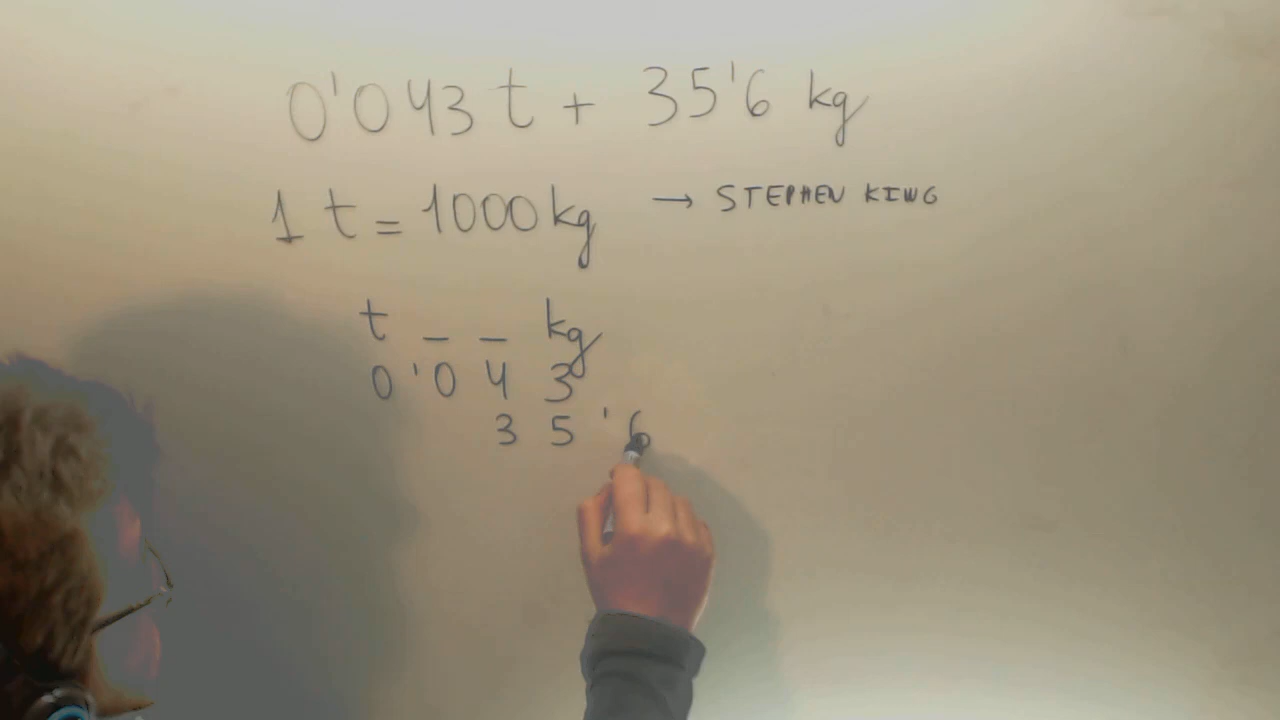 0'043 t + 35'6 kg
1 t = 1000 kg → STEPHEN KING
t _ _ kg
0'0 4 3
3 5 ' 6